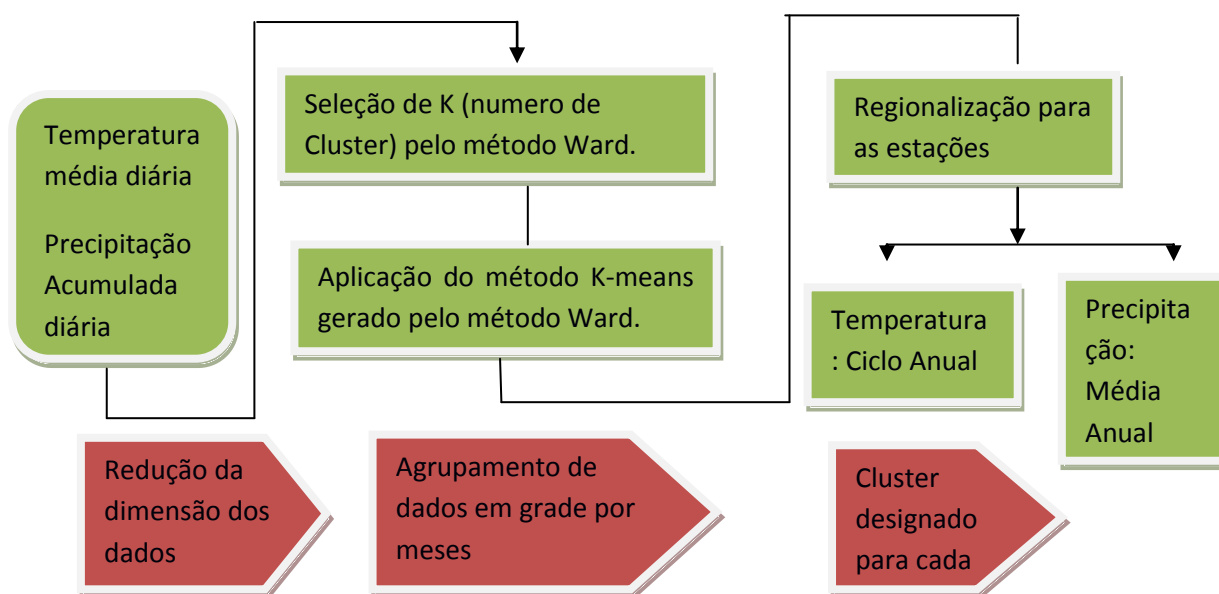 Temperatura
média diária
Precipitação
Acumulada
diária
Seleção de K (numero de
Cluster) pelo método Ward.
Aplicação do método K-means
gerado pelo método Ward.
Regionalização para
as estações
Temperatura
: Ciclo Anual
Precipita
ção:
Média
Anual
Redução da
dimensão dos
dados
Agrupamento de
dados em grade por
meses
Cluster
designado
para cada